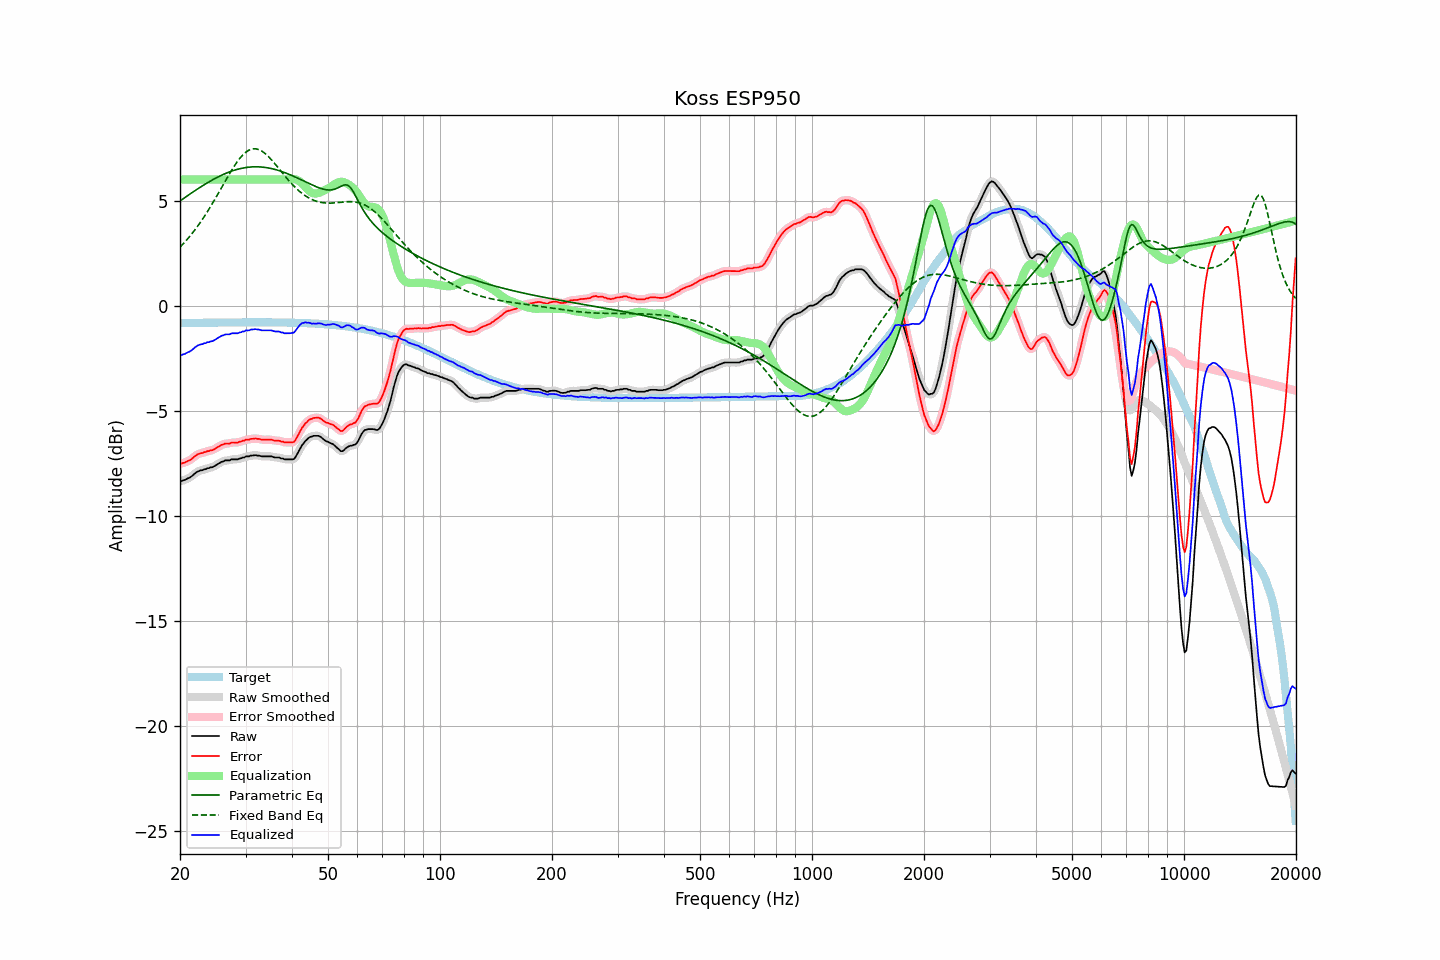 Koss ESP950
Amplitude (dBr)
5
0
−5
−10
−15
−20
−25
Target
Raw Smoothed
Error Smoothed
Raw
Error
Equalization
Parametric Eq
Fixed Band Eq
Equalized
20 50 100 200 500 1000 2000 5000 10000 20000
Frequency (Hz)